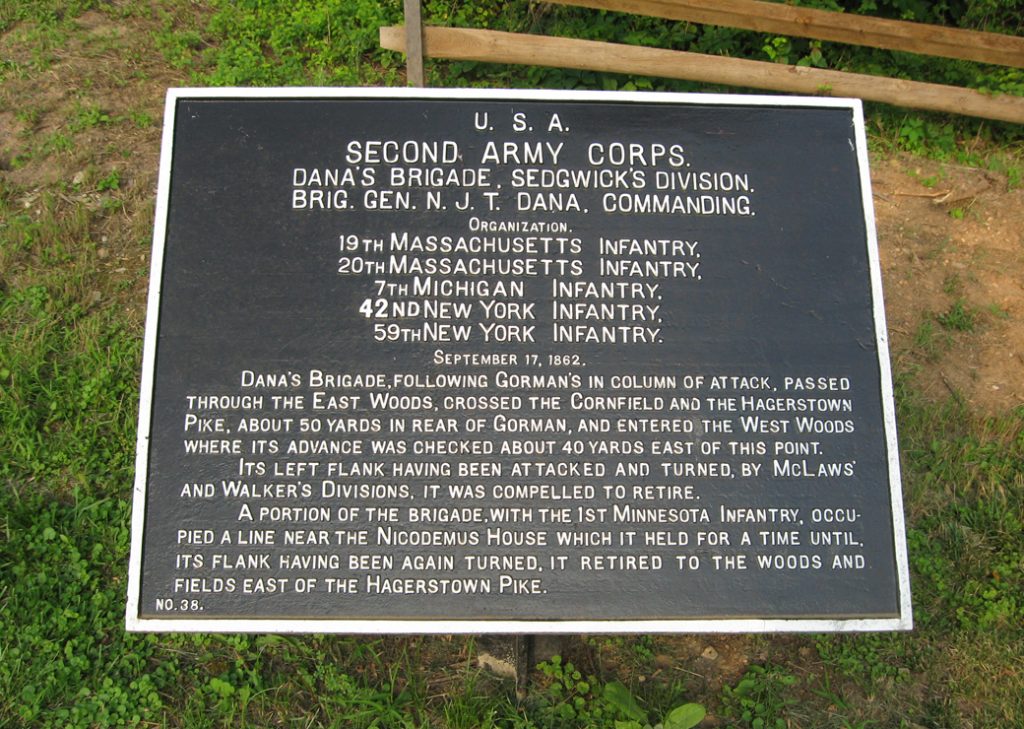 U. S. A.
SECOND ARMY CORPS.
DANA'S BRIGADE, SEDGWICK'S DIVISION,
BRIG. GEN. N. J. T. DANA, COMMANDING,
ORGANIZATION.
19TH MASSACHUSETTS INFANTRY,
20TH MASSACHUSETTS INFANTRY,
7TH MICHIGAN INFANTRY,
42ND NEW YORK INFANTRY,
59TH NEW YORK INFANTRY.
SEPTEMBER 17, 1862.
DANA'S BRIGADE, FOLLOWING GORMAN'S IN COLUMN OF ATTACK, PASSED
THROUGH THE EAST WOODS, CROSSED THE CORNFIELD AND THE HAGERSTOWN
PIKE, ABOUT 50 YARDS IN REAR OF GORMAN, AND ENTERED THE WEST WOODS
WHERE ITS ADVANCE WAS CHECKED ABOUT 40 YARDS EAST OF THIS POINT.
ITS LEFT FLANK HAVING BEEN ATTACKED AND TURNED, BY MCLAWS'
AND WALKER'S DIVISIONS, IT WAS COMPELLED TO RETIRE.
A PORTION OF THE BRIGADE, WITH THE 1ST MINNESOTA INFANTRY, OCCU-
PIED A LINE NEAR THE NICODEMUS HOUSE WHICH IT HELD FOR A TIME UNTIL,
ITS FLANK HAVING BEEN AGAIN TURNED, IT RETIRED TO THE WOODS AND
FIELDS EAST OF THE HAGERSTOWN PIKE.
NO. 38.